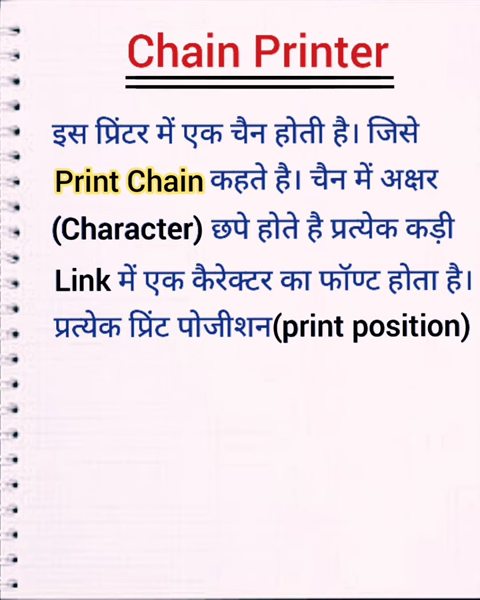 Chain Printer
इस प्रिंटर में एक चैन होती है। जिसे
Print Chain कहते है। चैन में अक्षर
(Character) छपे होते है प्रत्येक कड़ी
Link में एक कैरेक्टर का फॉण्ट होता है।
प्रत्येक प्रिंट पोजीशन(print position)